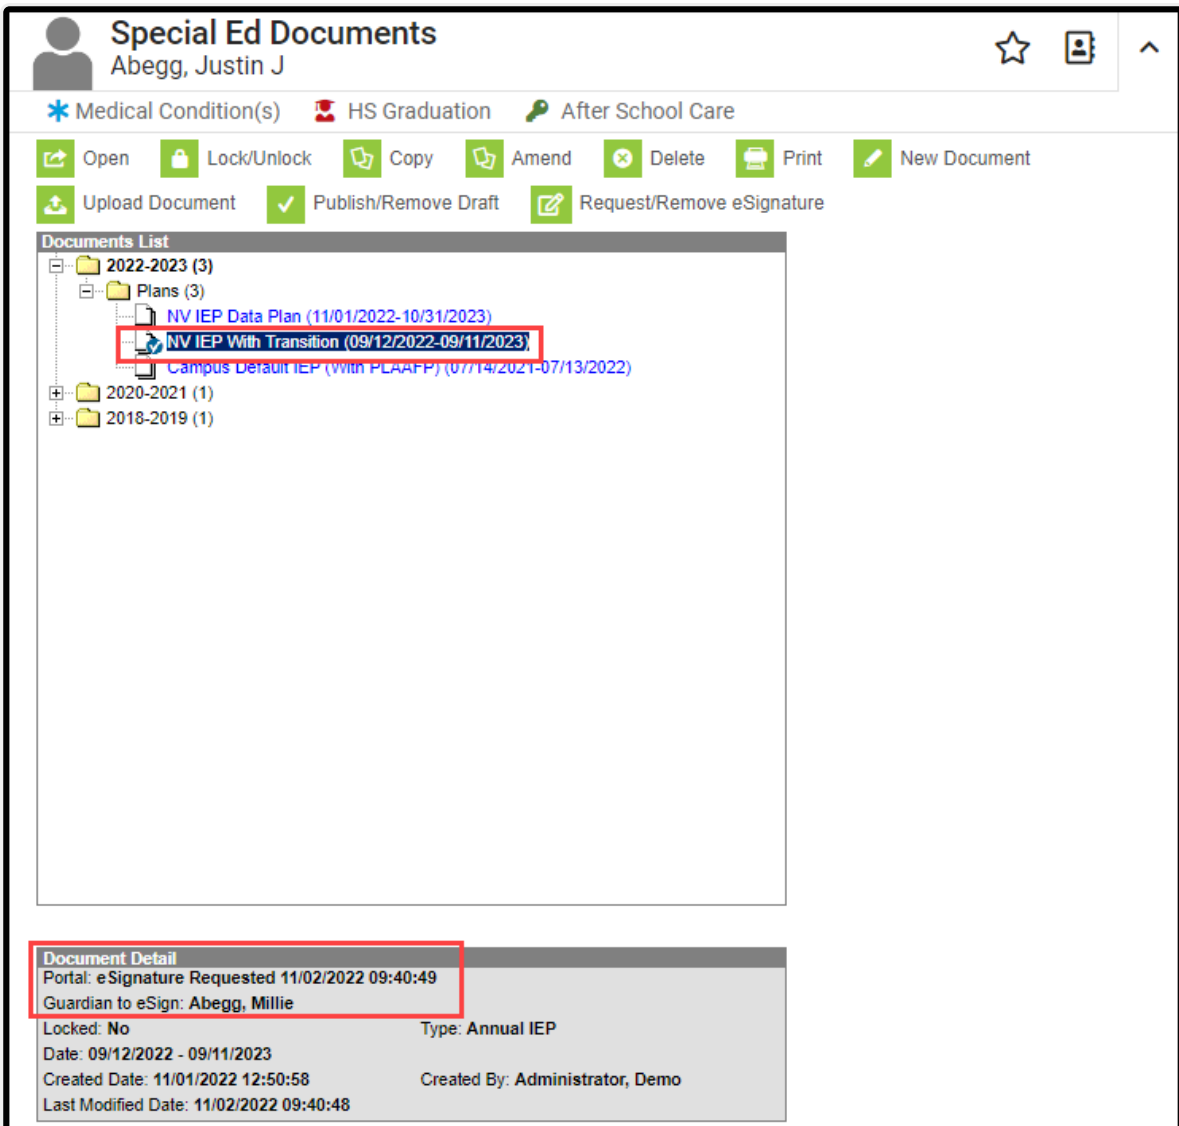 Special Ed Documents
Abegg, Justin J
Medical Condition(s) HS Graduation After School Care
Open Lock/Unlock Copy Amend Delete Print New Document
Upload Document Publish/Remove Draft Request/Remove eSignature
Documents List
2022-2023 (3)
Plans (3)
NV IEP Data Plan (11/01/2022-10/31/2023)
NV IEP With Transition (09/12/2022-09/11/2023)
Campus Default IEP (With PLAAFP) (07/14/2021-07/13/2022)
2020-2021 (1)
2018-2019 (1)
Document Detail
Portal: eSignature Requested 11/02/2022 09:40:49
Guardian to eSign: Abegg, Millie
Locked: No Type: Annual IEP
Date: 09/12/2022 - 09/11/2023
Created Date: 11/01/2022 12:50:58 Created By: Administrator, Demo
Last Modified Date: 11/02/2022 09:40:48